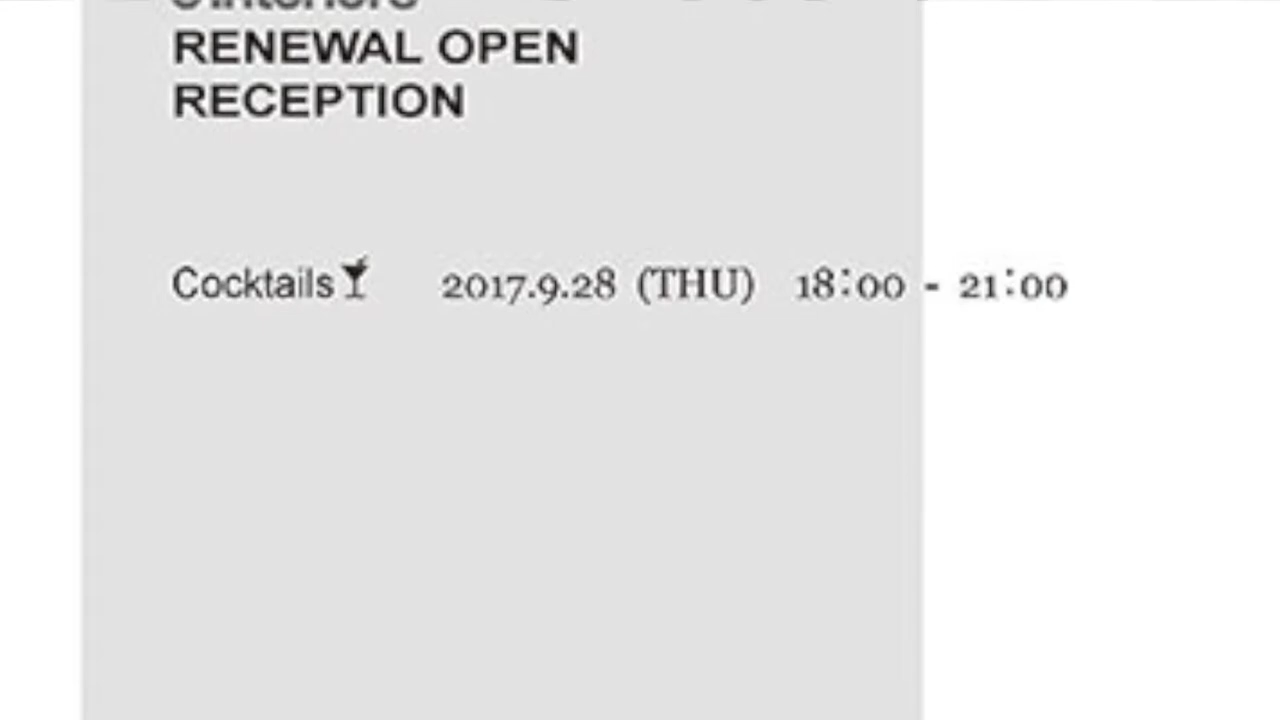 RENEWAL OPEN
RECEPTION
Cocktails 2017.9.28 (THU) 18:00 - 21:00